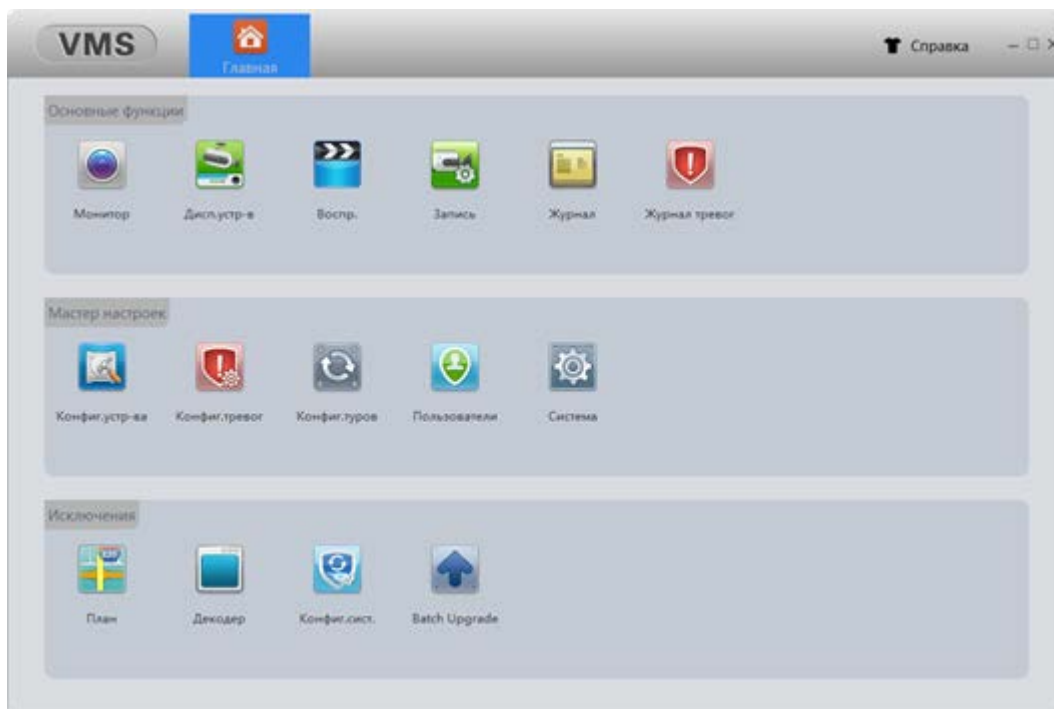 VMS
Главная
Справка
Основные функции
Монитор Дисп.устр-в Воспр. Запись Журнал Журнал тревог
Мастер настроек
Конфиг.устр-ва Конфиг.тревог Конфиг.туров Пользователи Система
Исключения
План Декодер Конфиг.сист. Batch Upgrade